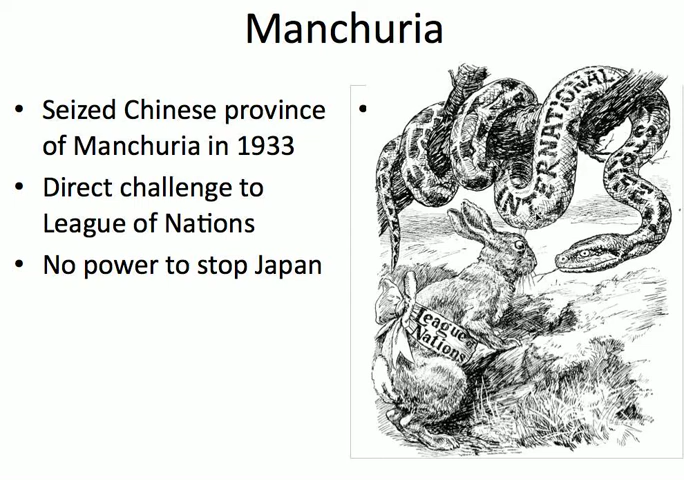 Manchuria
• Seized Chinese province
of Manchuria in 1933
• Direct challenge to
League of Nations
• No power to stop Japan
•
INTERNATIONAL
League of
Nations